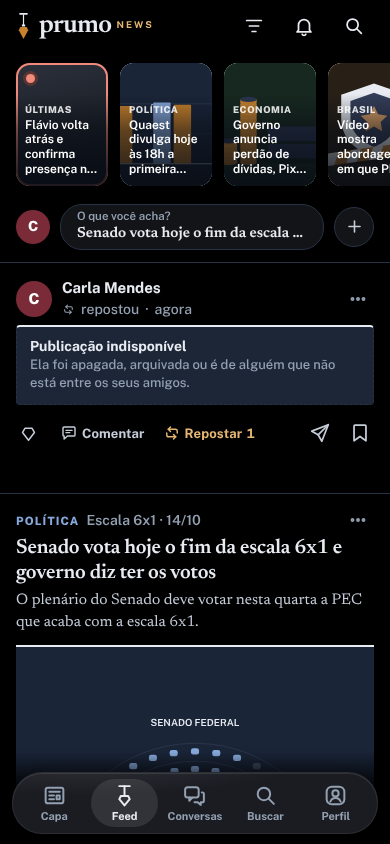 prumo NEWS
ÚLTIMAS
Flávio volta
atrás e
confirma
presença n...
POLÍTICA
Quaest
divulga hoje
às 18h a
primeira...
ECONOMIA
Governo
anuncia
perdão de
dívidas, Pix...
BRASIL
Vídeo
mostra
abordage
em que P
C
O que você acha?
Senado vota hoje o fim da escala ...
C
Carla Mendes
repostou · agora
Publicação indisponível
Ela foi apagada, arquivada ou é de alguém que não
está entre os seus amigos.
Comentar
Repostar 1
POLÍTICA Escala 6x1 · 14/10
Senado vota hoje o fim da escala 6x1 e
governo diz ter os votos
O plenário do Senado deve votar nesta quarta a PEC
que acaba com a escala 6x1.
SENADO FEDERAL
Capa
Feed
Conversas
Buscar
Perfil